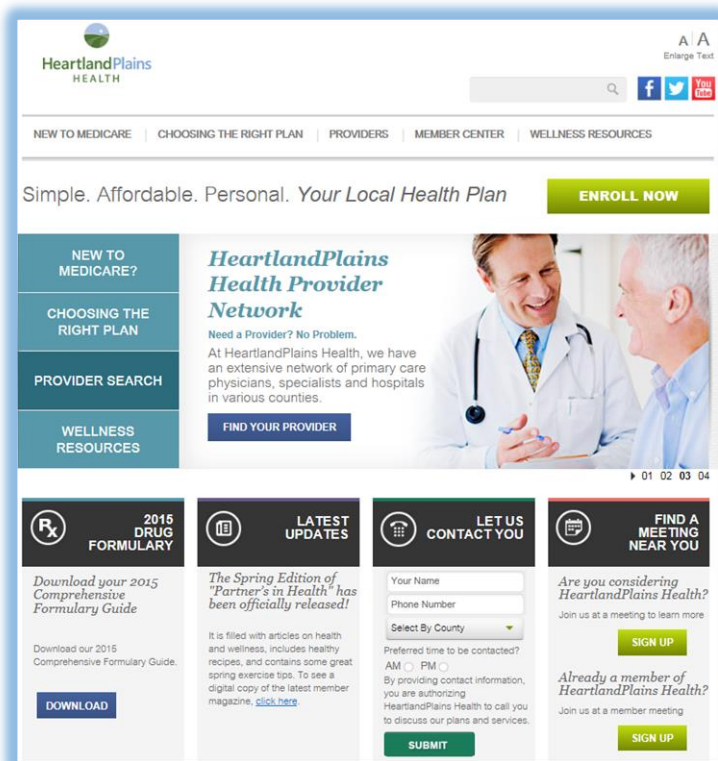 HeartlandPlains
HEALTH
A | A
Enlarge Text
f
You
Tube
NEW TO MEDICARE | CHOOSING THE RIGHT PLAN | PROVIDERS | MEMBER CENTER | WELLNESS RESOURCES
Simple. Affordable. Personal. Your Local Health Plan
ENROLL NOW
NEW TO
MEDICARE?
CHOOSING THE
RIGHT PLAN
PROVIDER SEARCH
WELLNESS
RESOURCES
HeartlandPlains
Health Provider
Network
Need a Provider? No Problem.
At HeartlandPlains Health, we have
an extensive network of primary care
physicians, specialists and hospitals
in various counties.
FIND YOUR PROVIDER
01 02 03 04
Rx
2015
DRUG
FORMULARY
Download your 2015
Comprehensive
Formulary Guide
Download our 2015
Comprehensive Formulary Guide.
DOWNLOAD
LATEST
UPDATES
The Spring Edition of
"Partner's in Health" has
been officially released!
It is filled with articles on health
and wellness, includes healthy
recipes, and contains some great
spring exercise tips. To see a
digital copy of the latest member
magazine, click here.
LET US
CONTACT YOU
Your Name
Phone Number
Select By County
Preferred time to be contacted?
AM PM
By providing contact information,
you are authorizing
HeartlandPlains Health to call you
to discuss our plans and services.
SUBMIT
FIND A
MEETING
NEAR YOU
Are you considering
HeartlandPlains Health?
Join us at a meeting to learn more
SIGN UP
Already a member of
HeartlandPlains Health?
Join us at a member meeting
SIGN UP